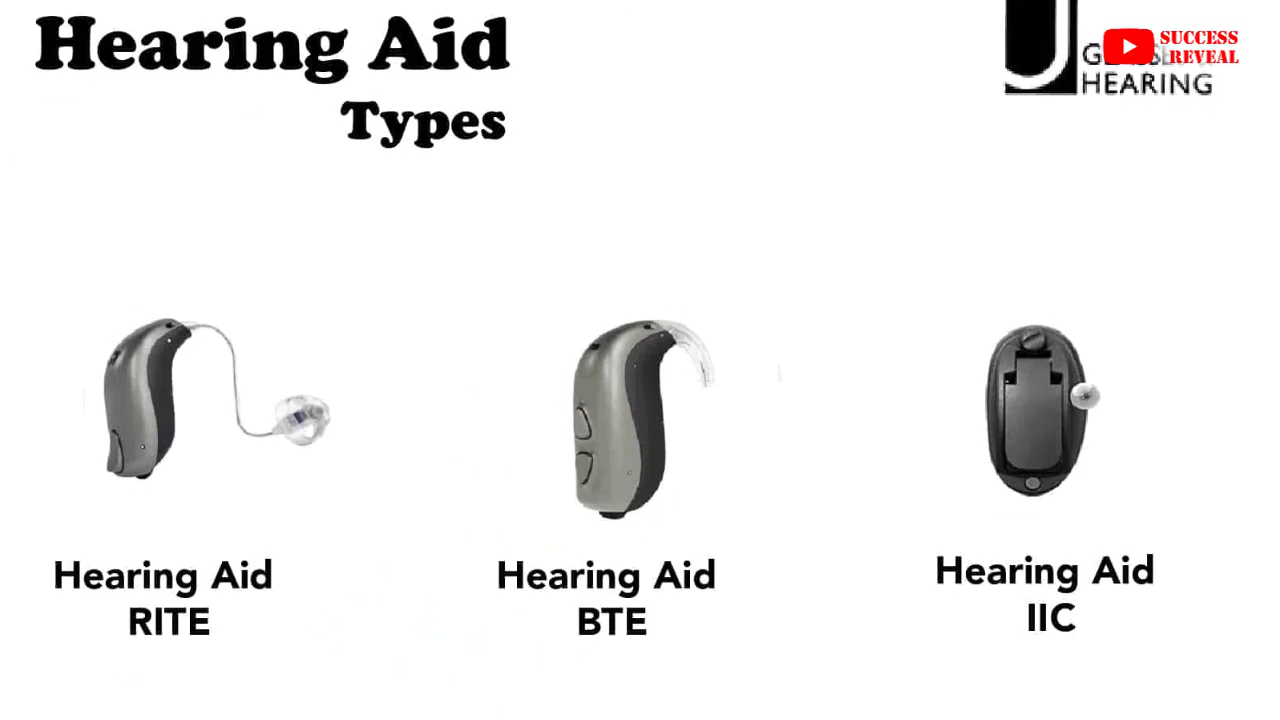 Hearing Aid
Types
SUCCESS
REVEAL
HEARING
Hearing Aid
RITE
Hearing Aid
BTE
Hearing Aid
IIC